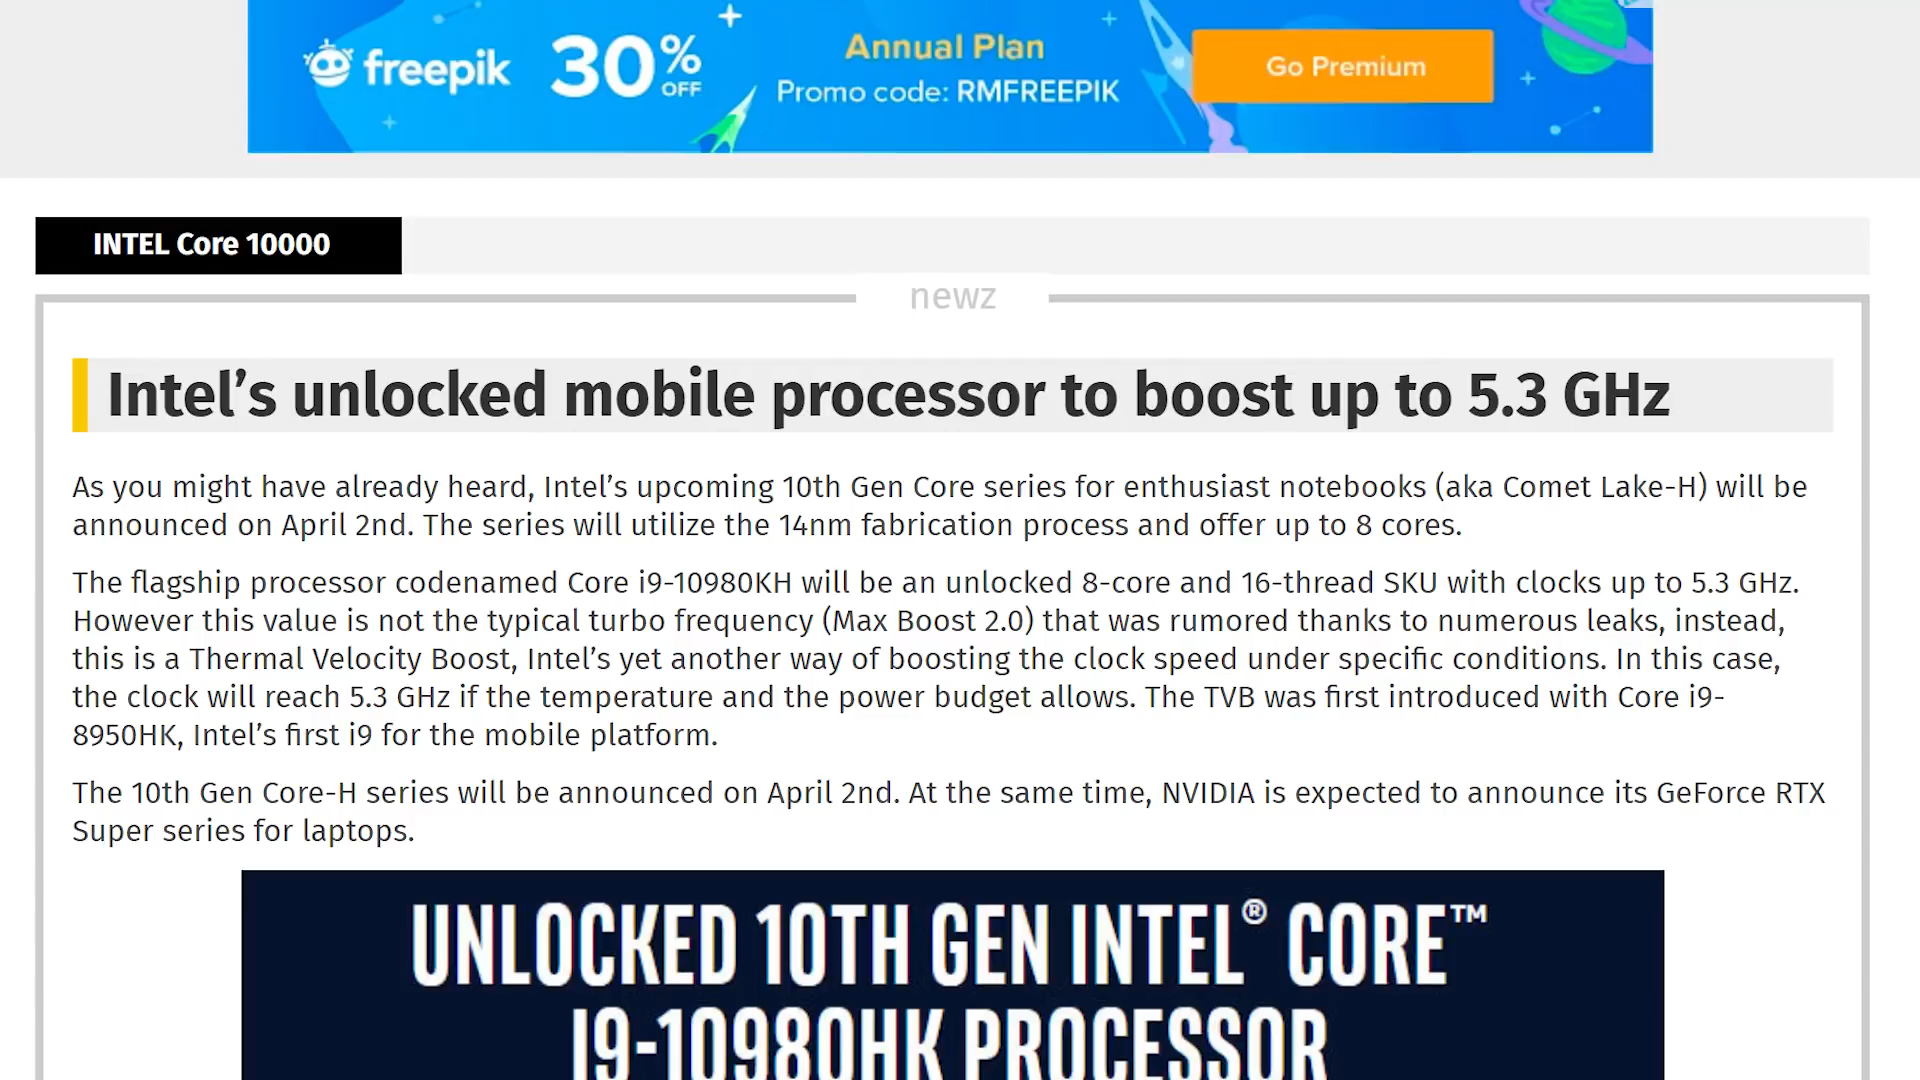 freepik 30% OFF Annual Plan Go Premium
Promo code: RMFREEPIK
INTEL Core 10000
newz
Intel’s unlocked mobile processor to boost up to 5.3 GHz
As you might have already heard, Intel’s upcoming 10th Gen Core series for enthusiast notebooks (aka Comet Lake-H) will be
announced on April 2nd. The series will utilize the 14nm fabrication process and offer up to 8 cores.
The flagship processor codenamed Core i9-10980KH will be an unlocked 8-core and 16-thread SKU with clocks up to 5.3 GHz.
However this value is not the typical turbo frequency (Max Boost 2.0) that was rumored thanks to numerous leaks, instead,
this is a Thermal Velocity Boost, Intel’s yet another way of boosting the clock speed under specific conditions. In this case,
the clock will reach 5.3 GHz if the temperature and the power budget allows. The TVB was first introduced with Core i9-
8950HK, Intel’s first i9 for the mobile platform.
The 10th Gen Core-H series will be announced on April 2nd. At the same time, NVIDIA is expected to announce its GeForce RTX
Super series for laptops.
UNLOCKED 10TH GEN INTEL® CORE™
I9-10980HK PROCESSOR